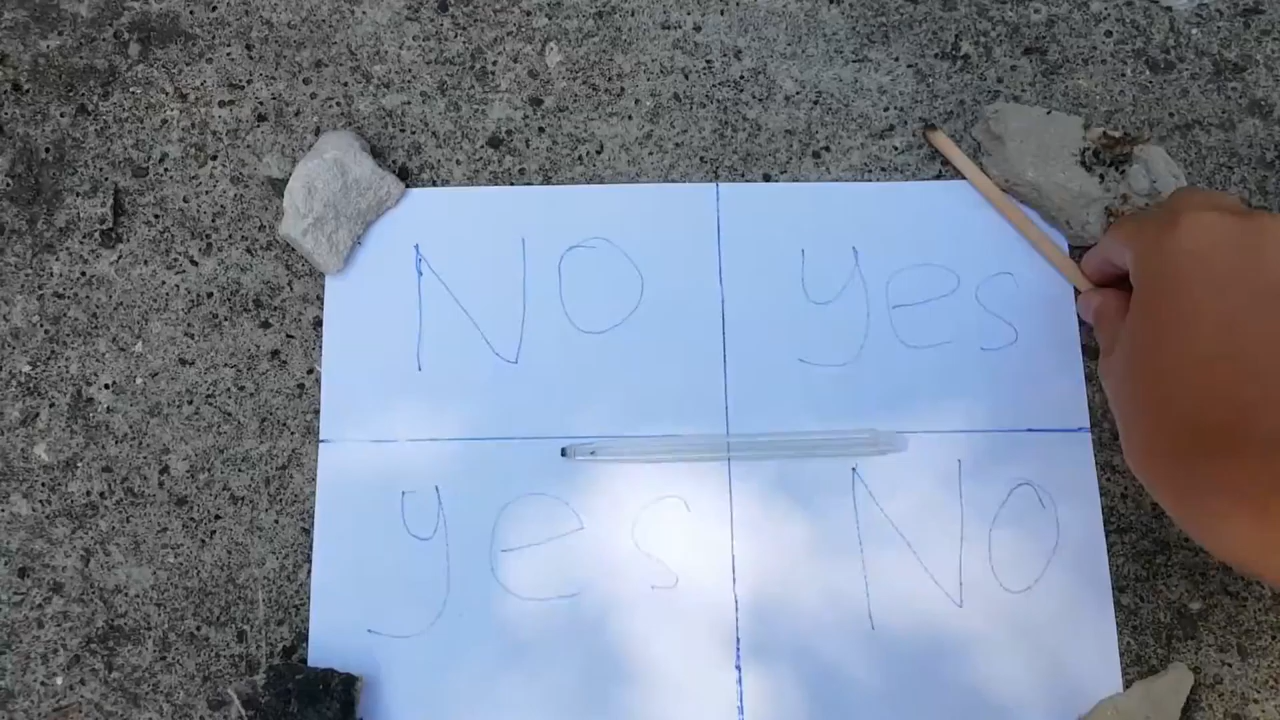 NO yes
yes NO